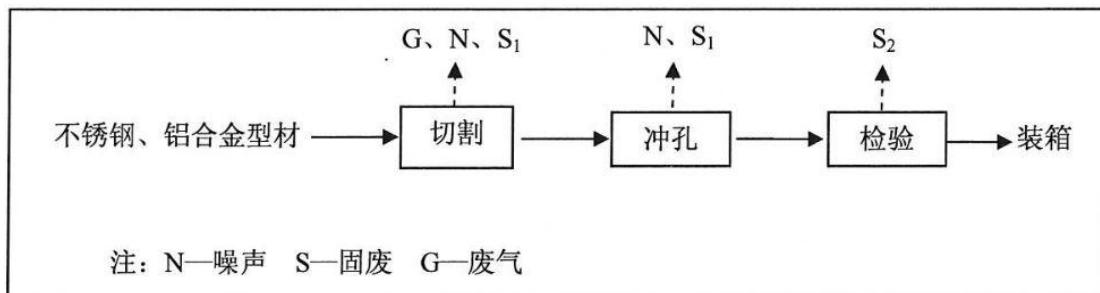 G、N、S₁ N、S₁ S₂
不锈钢、铝合金型材 切割 冲孔 检验 装箱
注：N—噪声 S—固废 G—废气